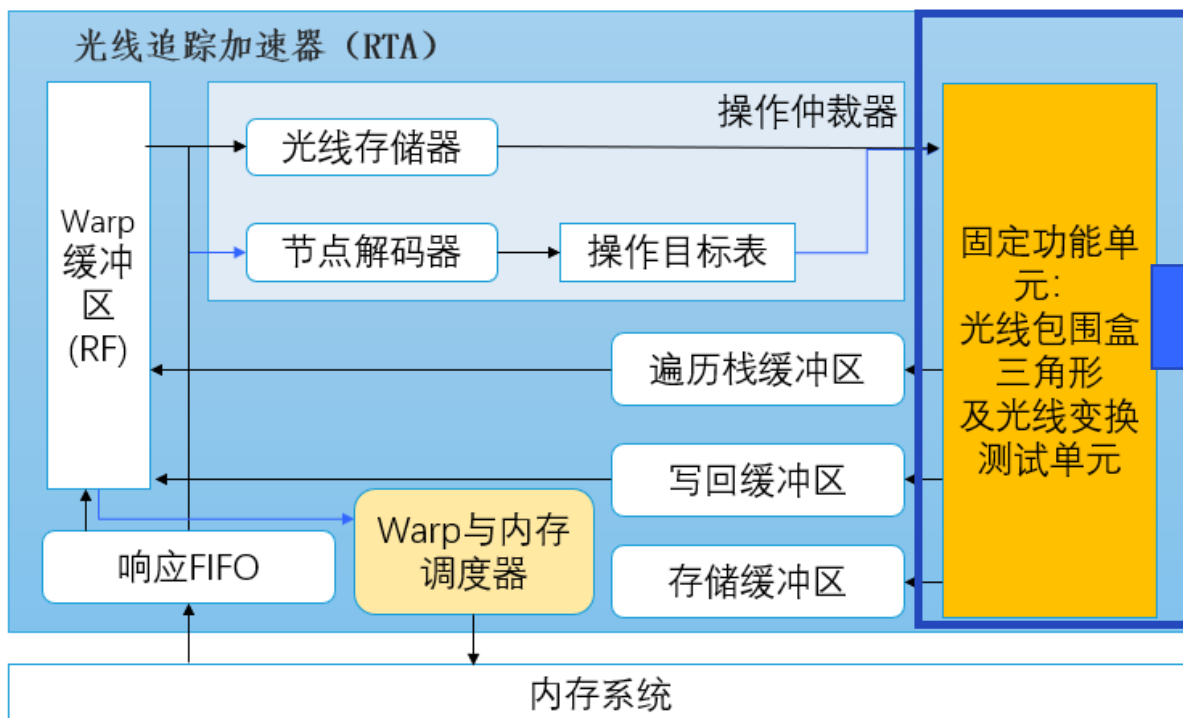 光线追踪加速器（RTA）
操作仲裁器
光线存储器
Warp
缓冲
区
(RF)
节点解码器
操作目标表
固定功能单
元：
光线包围盒
三角形
及光线变换
测试单元
遍历栈缓冲区
写回缓冲区
Warp与内存
调度器
响应FIFO
存储缓冲区
内存系统